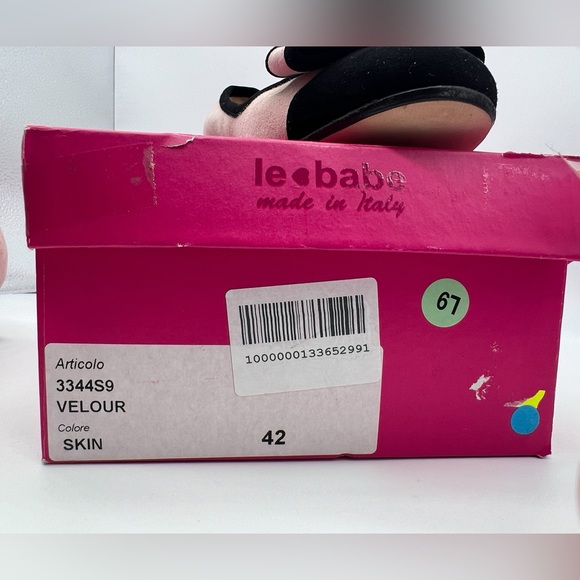 le babe
made in Italy
67
1000000133652991
Articolo
3344S9
VELOUR
Colore
SKIN
42